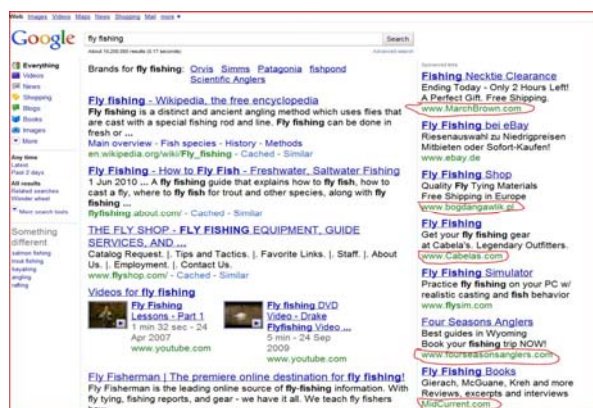 Web Images Videos Maps News Shopping Mail more
Google
fly fishing
Search
About 10,200,000 results (0.17 seconds)
Advanced search
Everything
Videos
News
Shopping
Blogs
Books
Images
More
Any time
Latest
Past 2 days
All results
Related searches
Wonder wheel
More search tools
Something
different
salmon fishing
trout fishing
kayaking
angling
rafting
Brands for fly fishing: Orvis Simms Patagonia fishpond
Scientific Anglers
Fly fishing - Wikipedia, the free encyclopedia
Fly fishing is a distinct and ancient angling method which uses flies that
are cast with a special fishing rod and line. Fly fishing can be done in
fresh or ...
Main overview - Fish species - History - Methods
en.wikipedia.org/wiki/Fly_fishing - Cached - Similar
Fly Fishing - How to Fly Fish - Freshwater, Saltwater Fishing
1 Jun 2010 ... A fly fishing guide that explains how to fly fish, how to
cast a fly, where to fly fish for trout and other species, along with fly
fishing ...
flyfishing.about.com/ - Cached - Similar
THE FLY SHOP - FLY FISHING EQUIPMENT, GUIDE
SERVICES, AND ...
Catalog Request. |. Tips and Tactics. |. Favorite Links. |. Staff. |. About
Us. |. Employment. |. Contact Us.
www.flyshop.com/ - Cached - Similar
Videos for fly fishing
Fly Fishing
Lessons - Part 1
1 min 32 sec - 24
Apr 2007
www.youtube.com
Fly fishing DVD
Video - Drake
Flyfishing Video ...
5 min - 24 Sep
2009
www.youtube.com
Fly Fisherman | The premiere online destination for fly fishing!
Fly Fisherman is the leading online source of fly-fishing information. With
fly tying, fishing reports, and gear - we have it all. We teach fly fishers
how
Sponsored links
Fishing Necktie Clearance
Ending Today - Only 2 Hours Left!
A Perfect Gift. Free Shipping.
www.MarchBrown.com
Fly Fishing bei eBay
Riesenauswahl zu Niedrigpreisen
Mitbieten oder Sofort-Kaufen!
www.ebay.de
Fly Fishing Shop
Quality Fly Tying Materials
Free Shipping in Europe
www.bogdangawlik.pl
Fly Fishing
Get your fly fishing gear
at Cabela's. Legendary Outfitters.
www.Cabelas.com
Fly Fishing Simulator
Practice fly fishing on your PC w/
realistic casting and fish behavior
www.flysim.com
Four Seasons Anglers
Best guides in Wyoming
Book your fishing trip NOW!
www.fourseasonsanglers.com
Fly Fishing Books
Gierach, McGuane, Kreh and more
Reviews, excerpts and interviews
MidCurrent.com